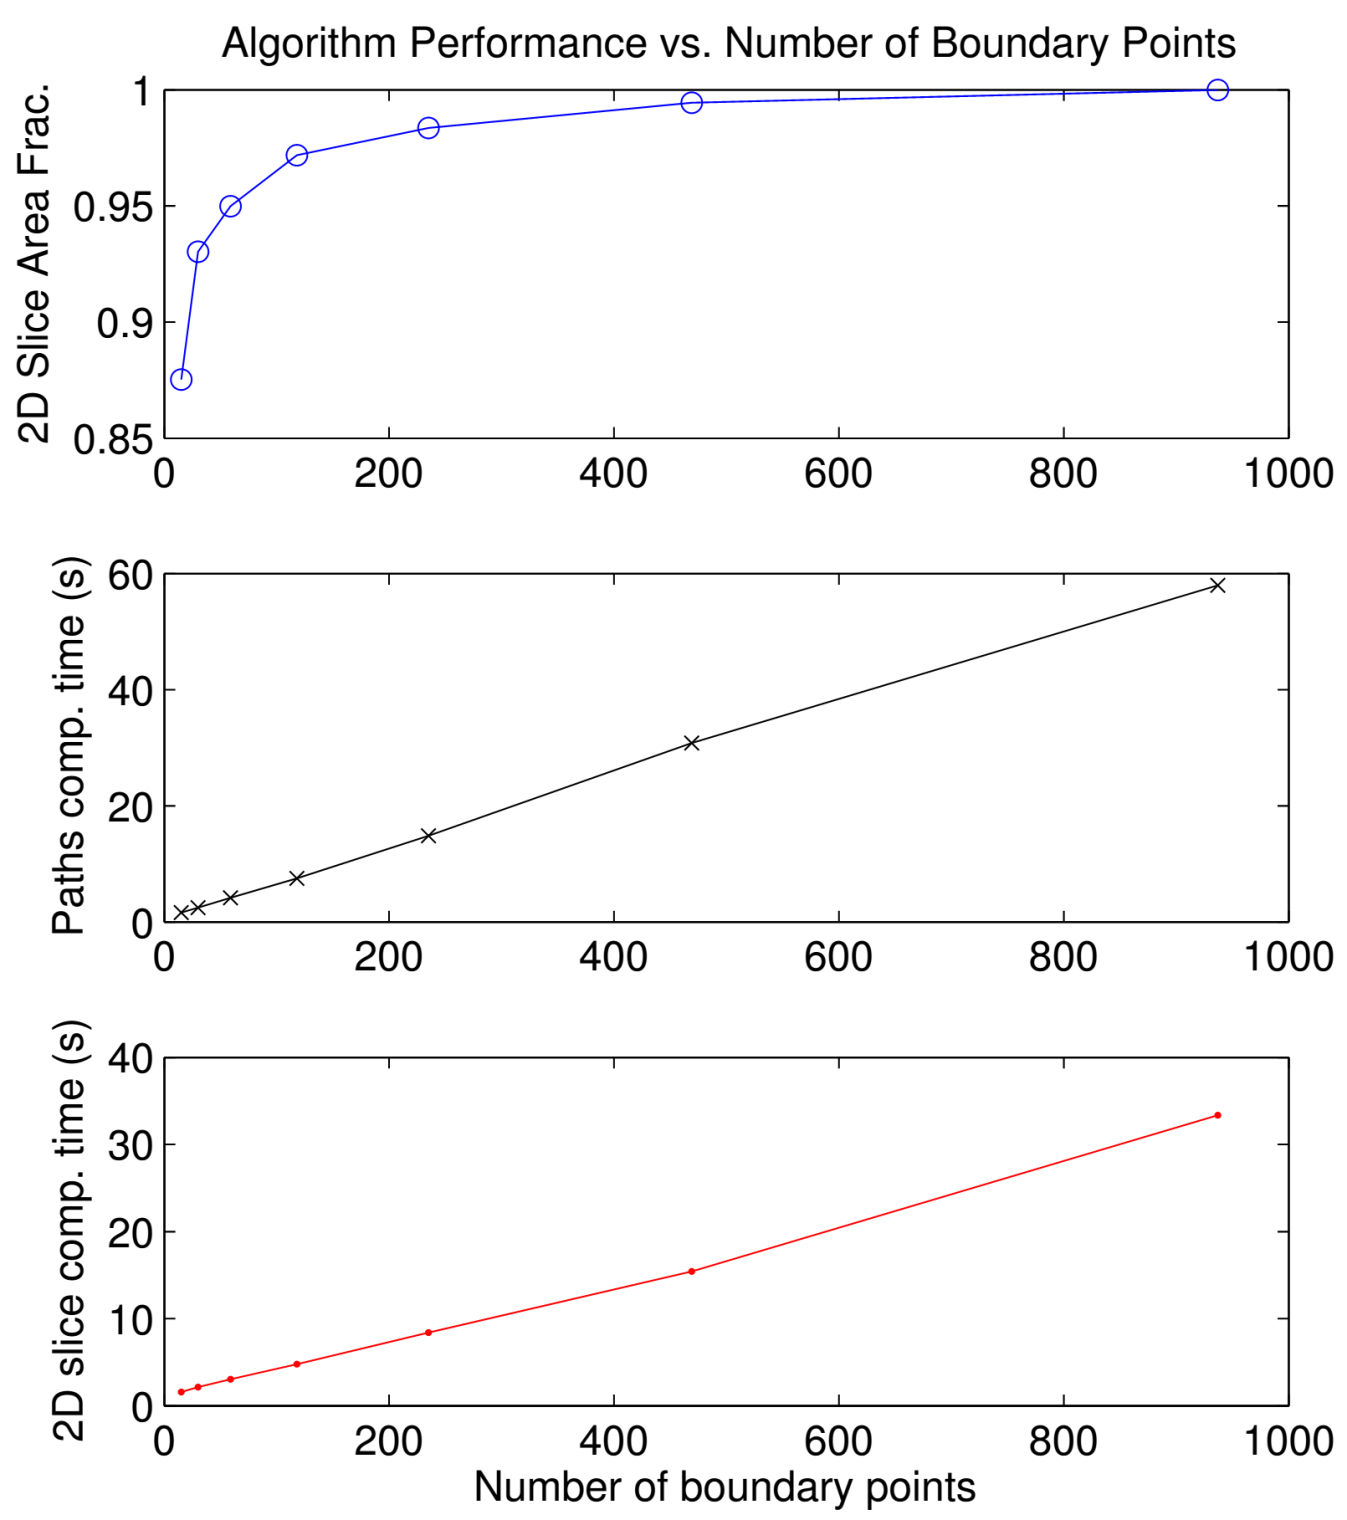 Algorithm Performance vs. Number of Boundary Points
2D Slice Area Frac.
1
0.95
0.9
0.85
0 200 400 600 800 1000
Paths comp. time (s)
60
40
20
0
0 200 400 600 800 1000
2D slice comp. time (s)
40
30
20
10
0
0 200 400 600 800 1000
Number of boundary points